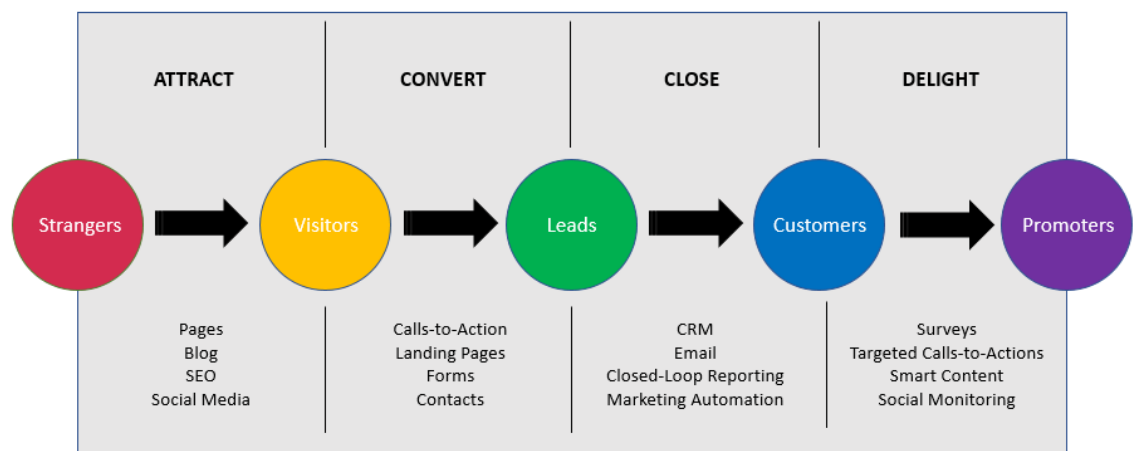 ATTRACT
CONVERT
CLOSE
DELIGHT
Strangers
Visitors
Leads
Customers
Promoters
Pages
Blog
SEO
Social Media
Calls-to-Action
Landing Pages
Forms
Contacts
CRM
Email
Closed-Loop Reporting
Marketing Automation
Surveys
Targeted Calls-to-Actions
Smart Content
Social Monitoring